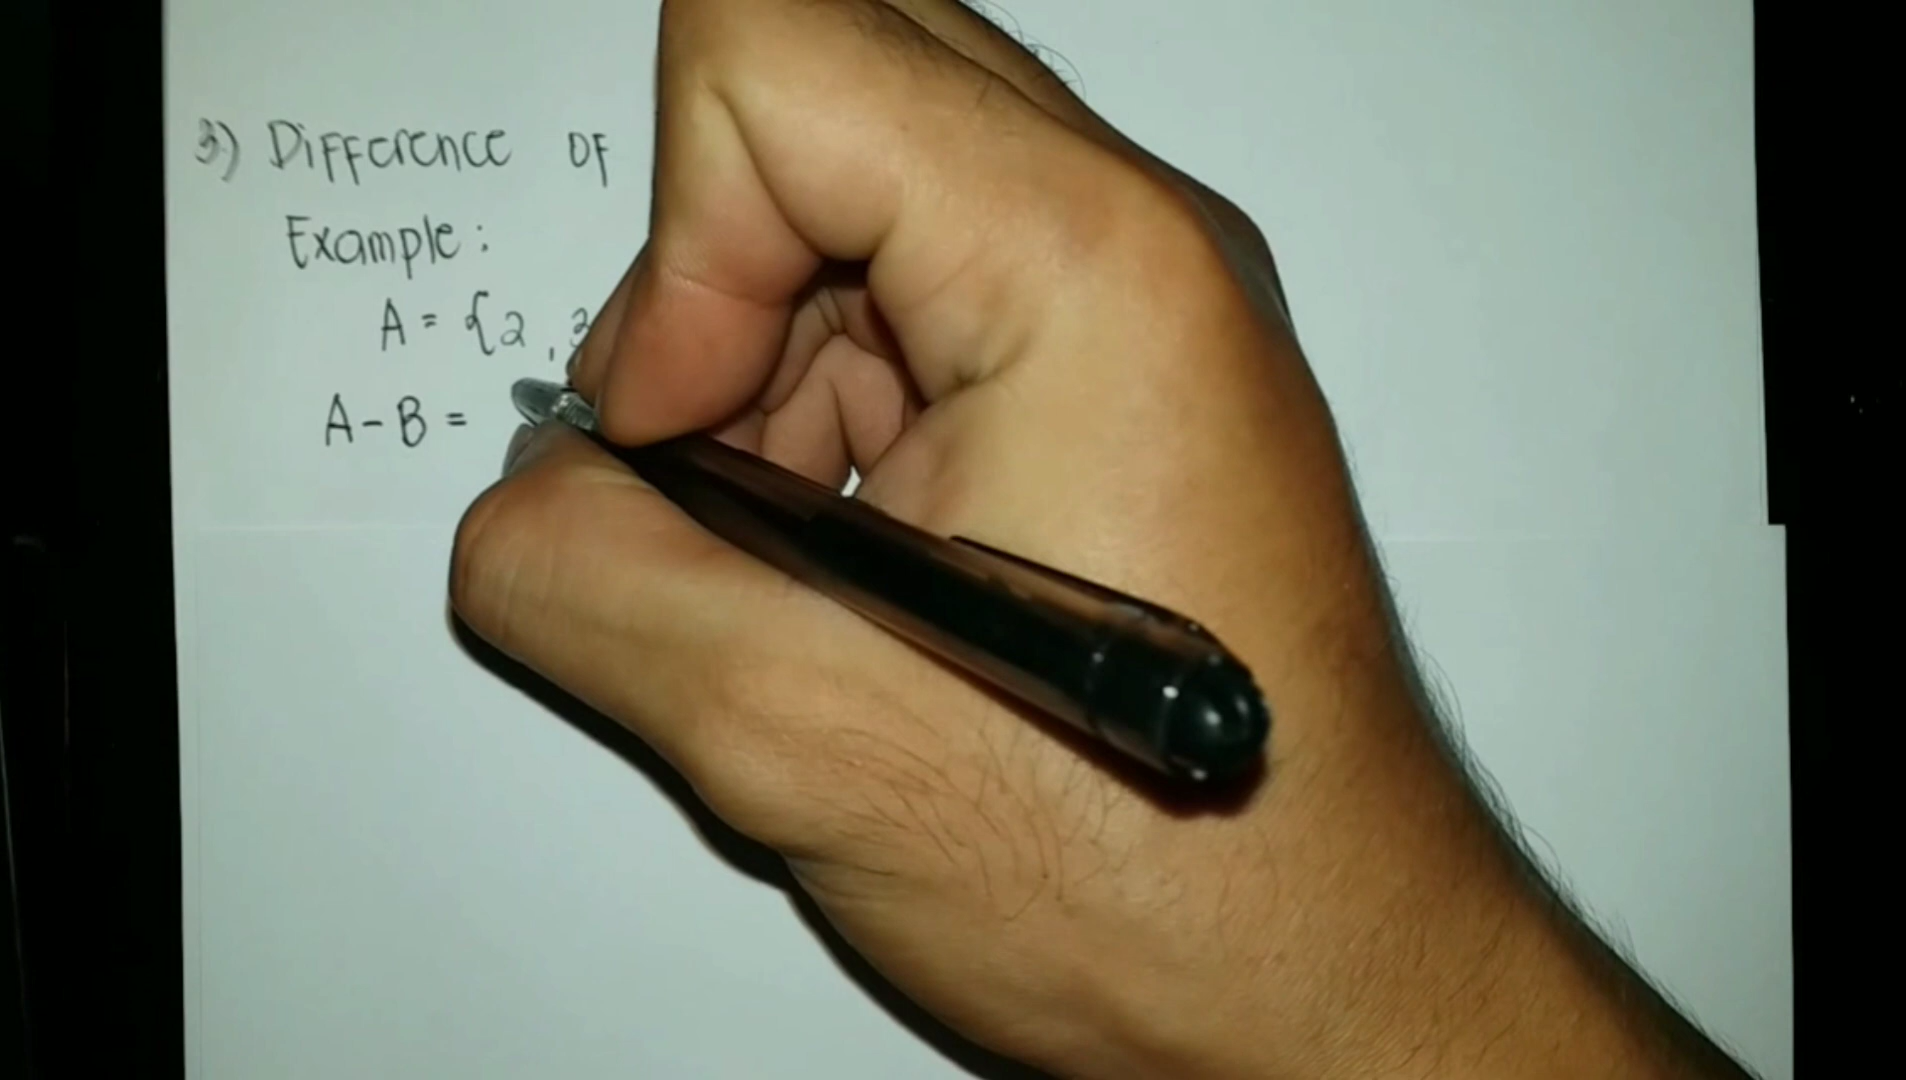 3) Difference of
Example:
A = {2, 3
A - B =